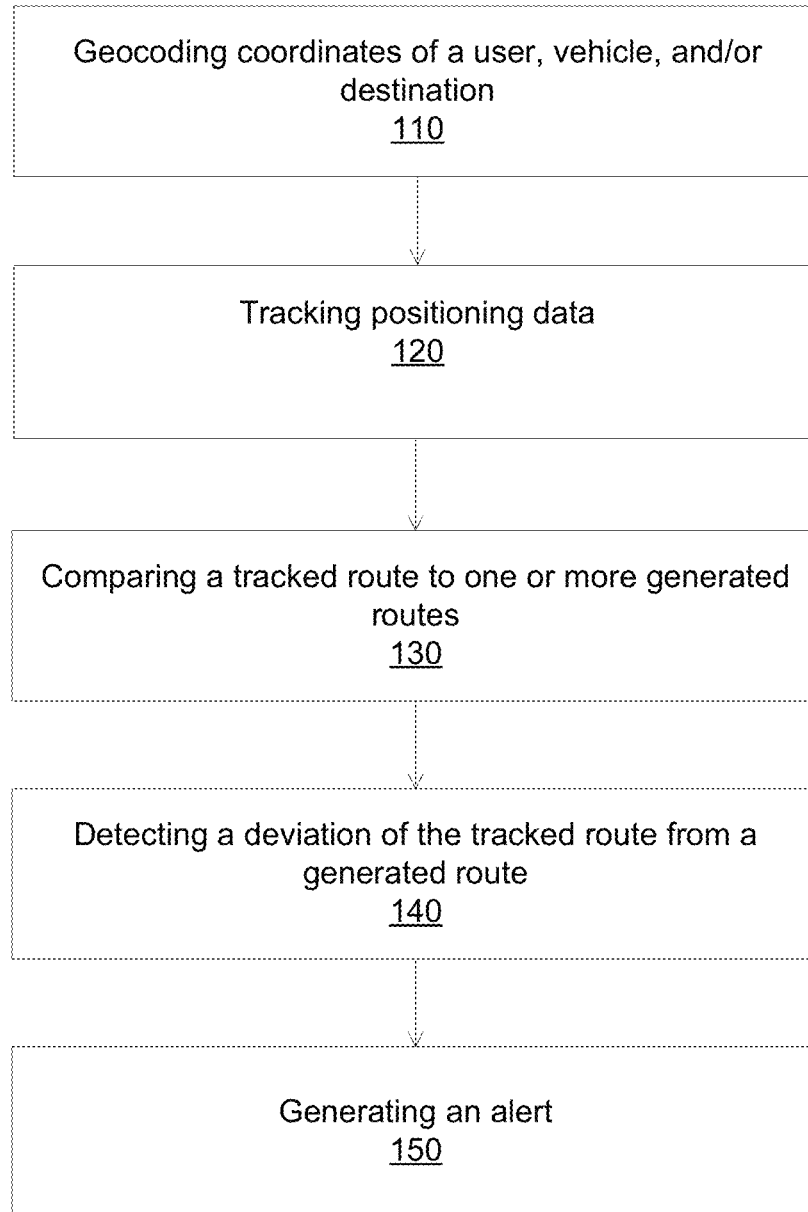 Geocoding coordinates of a user, vehicle, and/or
destination
110
Tracking positioning data
120
Comparing a tracked route to one or more generated
routes
130
Detecting a deviation of the tracked route from a
generated route
140
Generating an alert
150